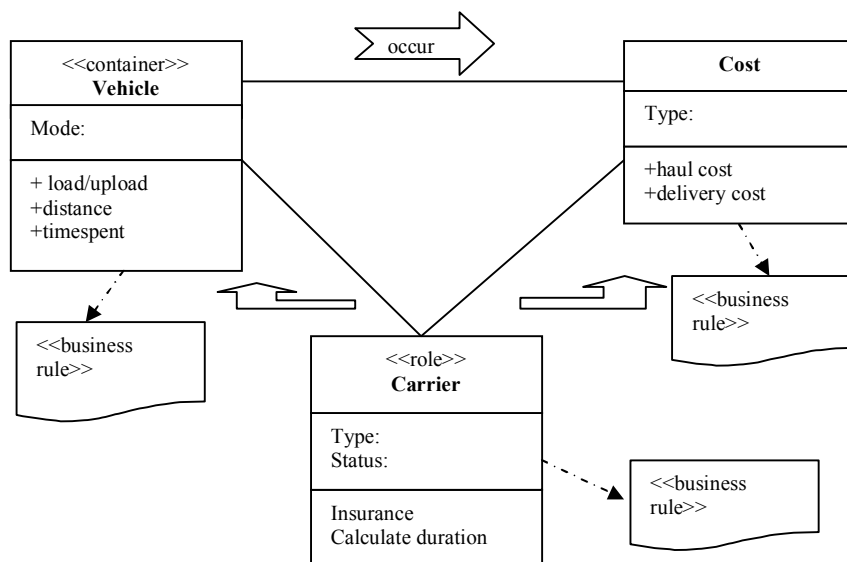 occur
<<container>>
Vehicle
Mode:
+ load/upload
+distance
+timespent
Cost
Type:
+haul cost
+delivery cost
<<business
rule>>
<<business
rule>>
<<role>>
Carrier
Type:
Status:
Insurance
Calculate duration
<<business
rule>>